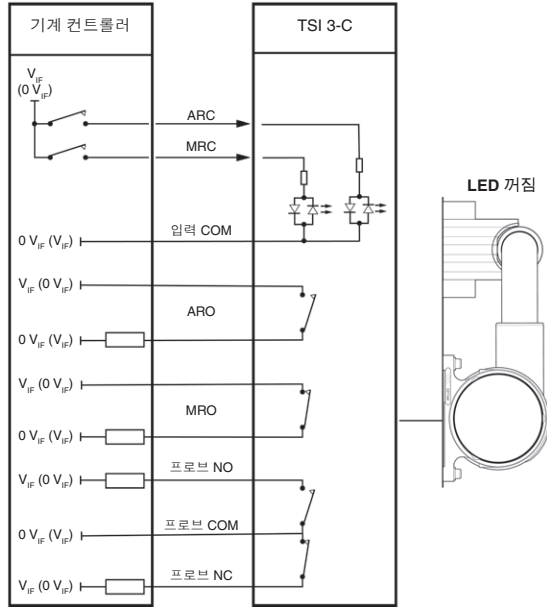 기계 컨트롤러
TSI 3-C
V_IF
(0 V_IF)
ARC
MRC
LED 꺼짐
입력 COM
0 V_IF (V_IF)
V_IF (0 V_IF)
ARO
0 V_IF (V_IF)
V_IF (0 V_IF)
MRO
0 V_IF (V_IF)
프로브 NO
V_IF (0 V_IF)
프로브 COM
0 V_IF (V_IF)
프로브 NC
V_IF (0 V_IF)